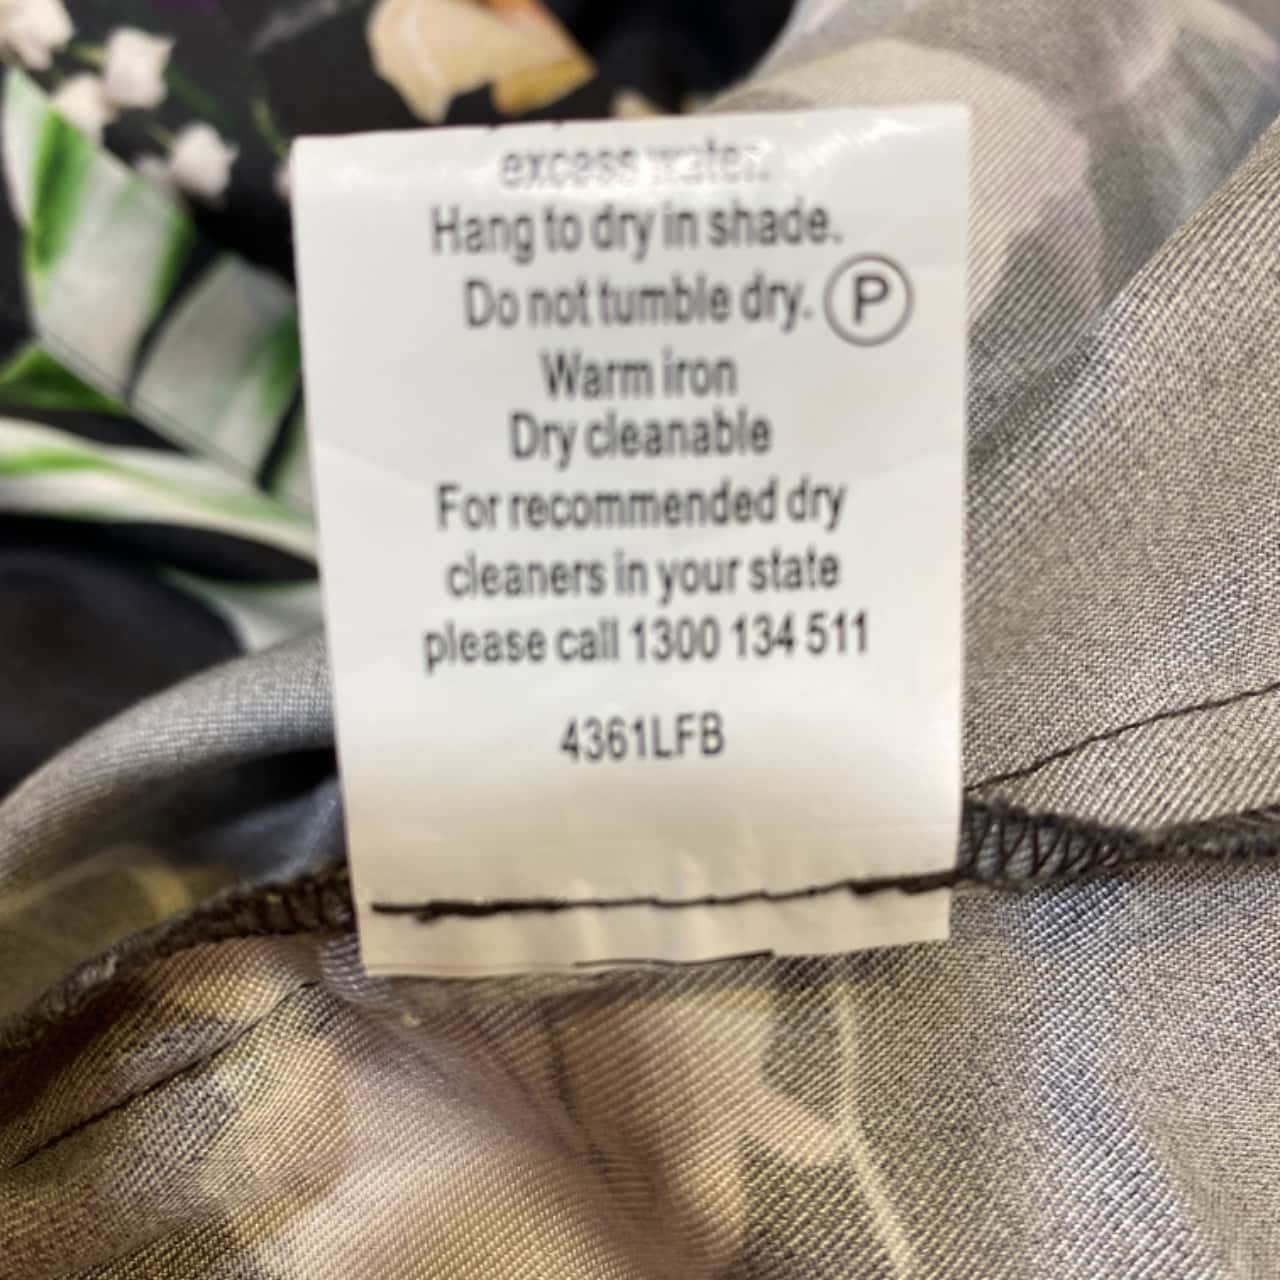 excess water.
Hang to dry in shade.
Do not tumble dry. Ⓟ
Warm iron
Dry cleanable
For recommended dry
cleaners in your state
please call 1300 134 511
4361LFB